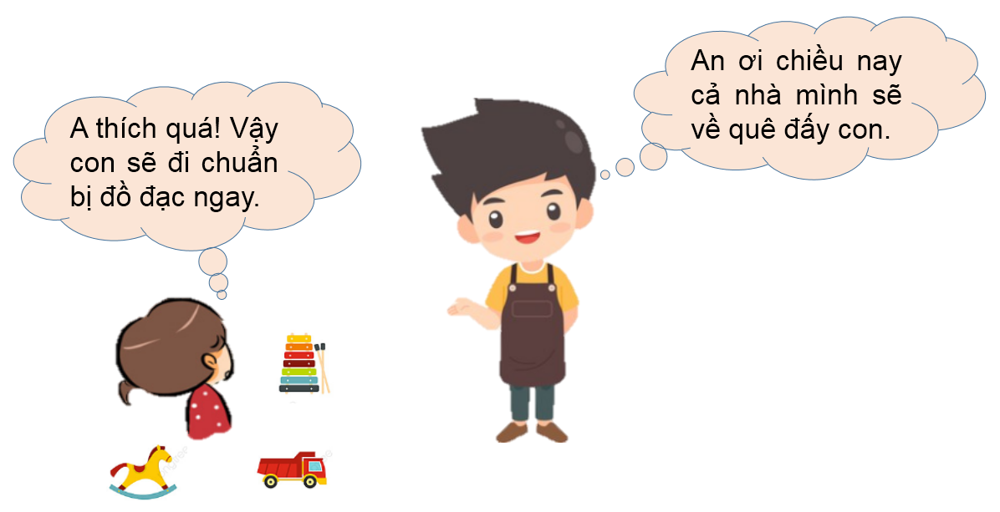 An ơi chiều nay
cả nhà mình sẽ
về quê đấy con.
A thích quá! Vậy
con sẽ đi chuẩn
bị đồ đạc ngay.